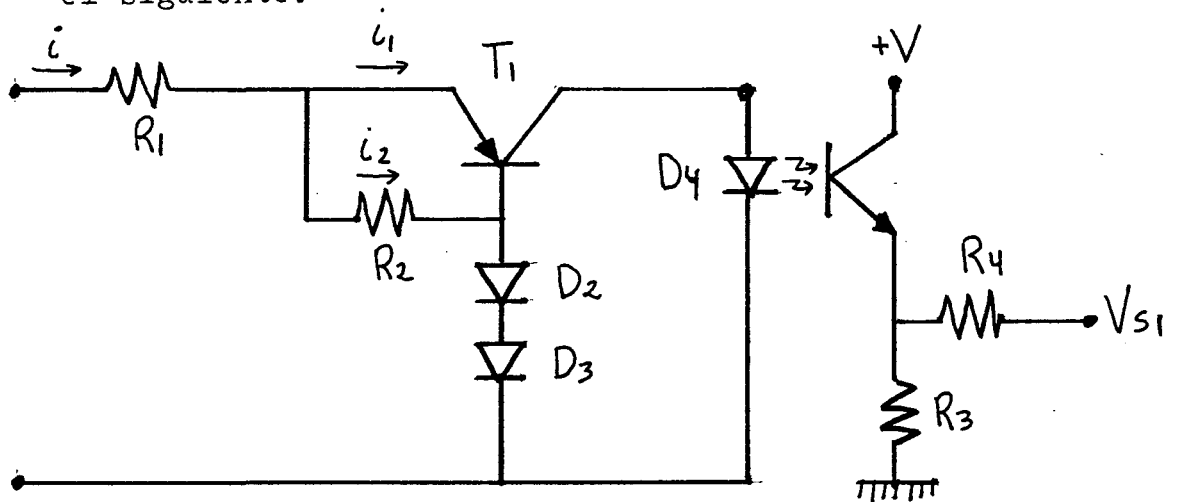 el siguiente:
i
i1
T1
+V
R1
i2
D4
R2
D2
R4
VS1
D3
R3